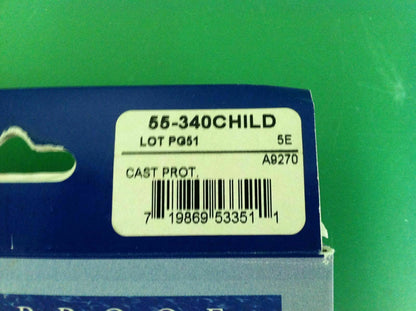 55-340CHILD
LOT PG51 5E
A9270
CAST PROT.
7 19869 53351 1
P R O O F